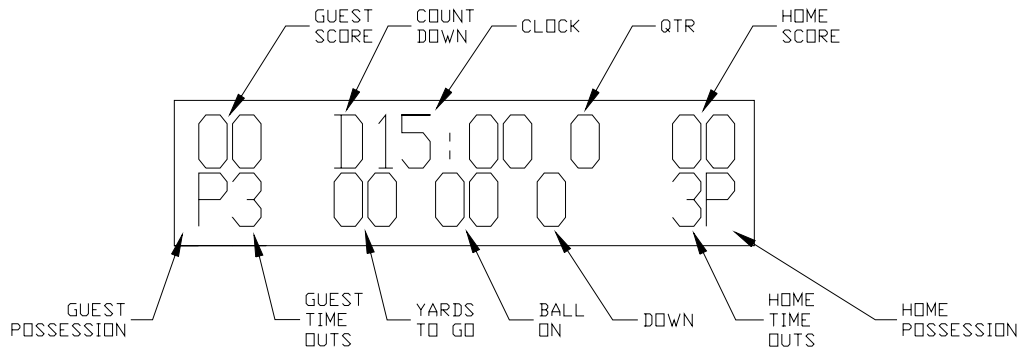 GUEST
SCORE
COUNT
DOWN
CLOCK
QTR
HOME
SCORE
00 D15:00 0 00
P3 00 00 0 3P
GUEST
POSSESSION
GUEST
TIME
OUTS
YARDS
TO GO
BALL
ON
DOWN
HOME
TIME
OUTS
HOME
POSSESSION